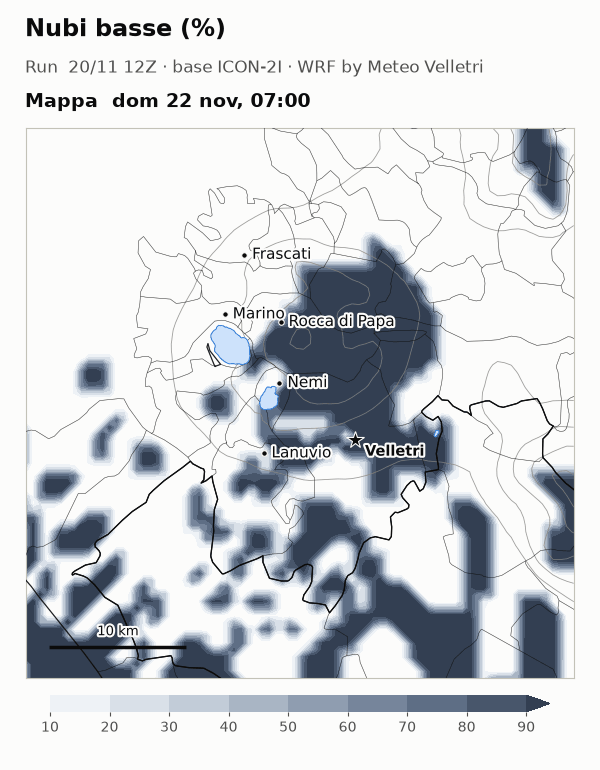 Nubi basse (%)
Run  20/11 12Z · base ICON-2I · WRF by Meteo Velletri
Mappa  dom 22 nov, 07:00
Frascati
Marino
Rocca di Papa
Nemi
Velletri
Lanuvio
10 km
10 20 30 40 50 60 70 80 90